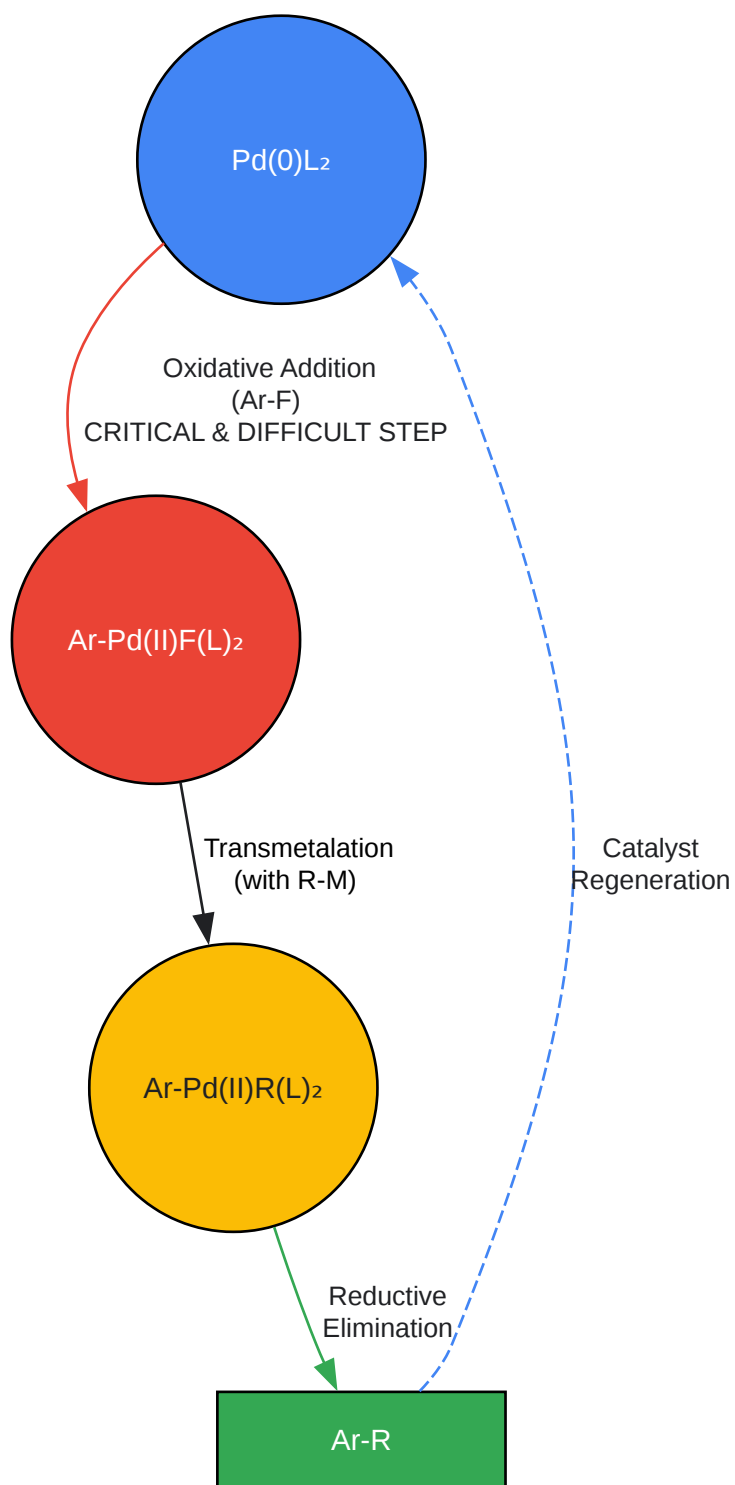 Pd(0)L₂
Oxidative Addition
(Ar-F)
CRITICAL & DIFFICULT STEP
Ar-Pd(II)F(L)₂
Transmetalation
(with R-M)
Catalyst
Regeneration
Ar-Pd(II)R(L)₂
Reductive
Elimination
Ar-R